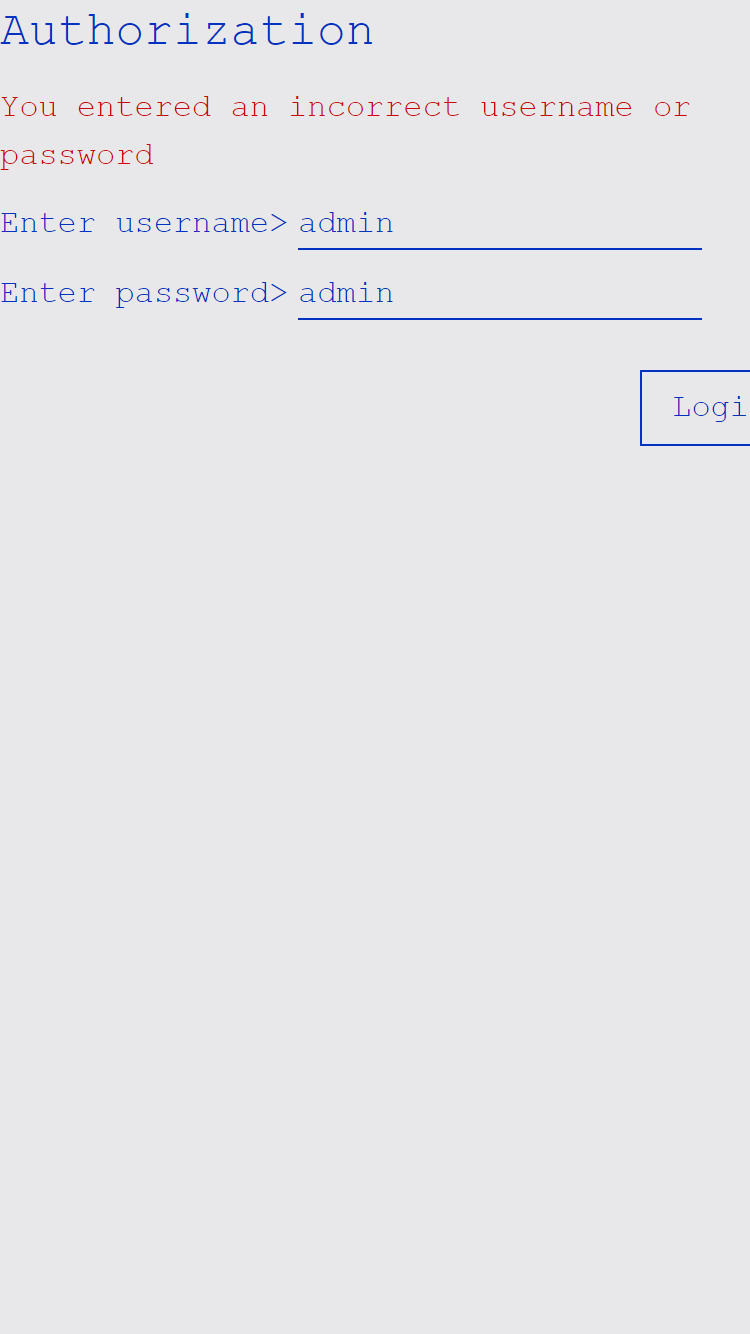 Authorization
You entered an incorrect username or
password
Enter username> admin
Enter password> admin
Logi